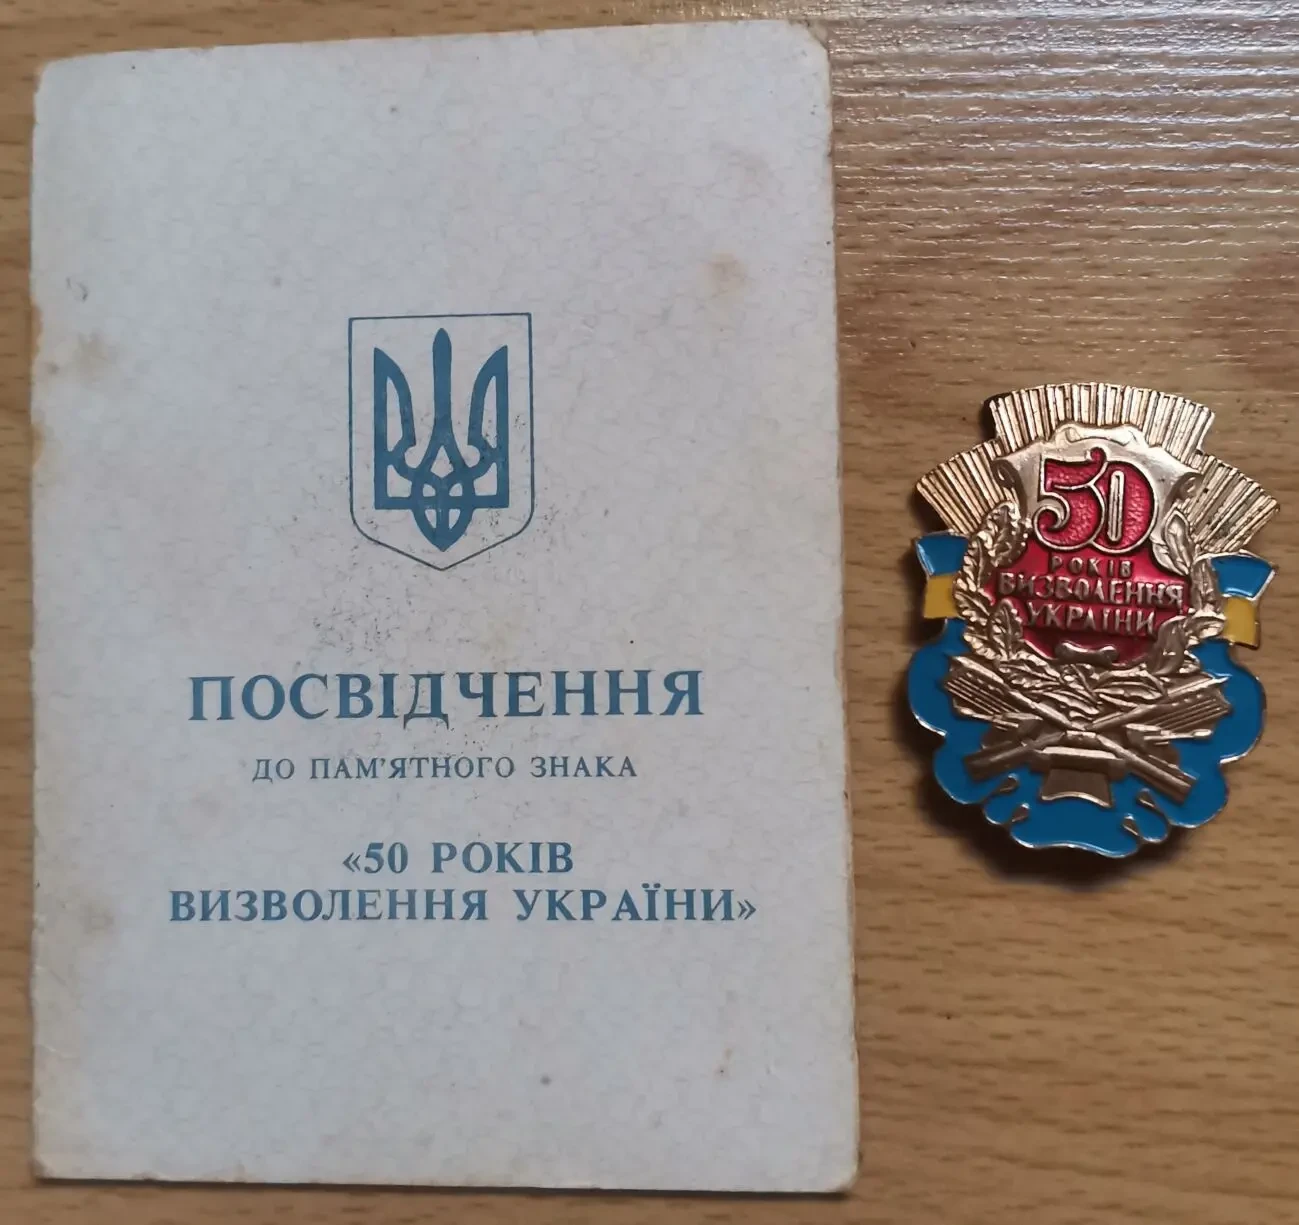 ПОСВІДЧЕННЯ
ДО ПАМ'ЯТНОГО ЗНАКА
«50 РОКІВ
ВИЗВОЛЕННЯ УКРАЇНИ»
50
РОКІВ
ВИЗВОЛЕННЯ
УКРАЇНИ